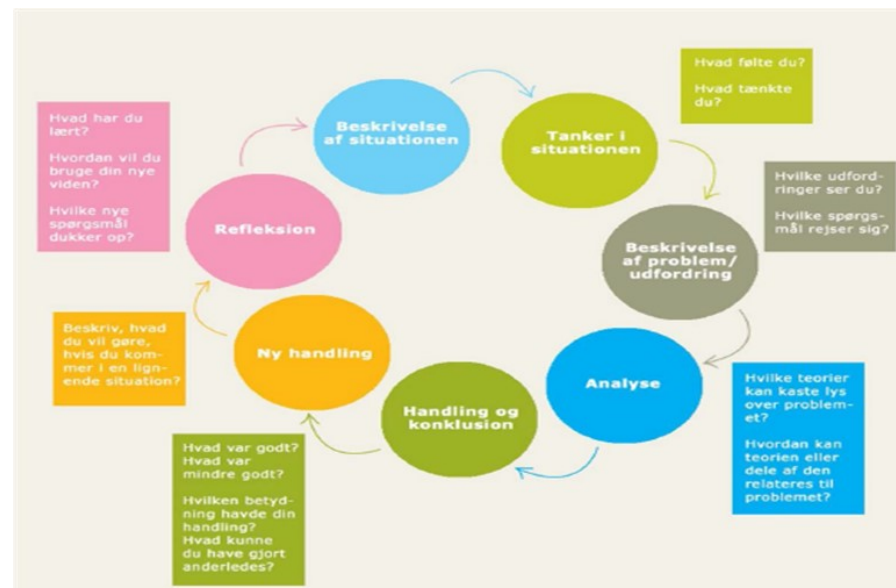 Beskrivelse
af situationen
Tanker i
situationen
Hvad følte du?
Hvad tænkte
du?
Beskrivelse
af problem/
udfordring
Hvilke udford-
ringer ser du?
Hvilke spørgs-
mål rejser sig?
Analyse
Hvilke teorier
kan kaste lys
over problem-
et?
Hvordan kan
teorien eller
dele af den
relateres til
problemet?
Handling og
konklusion
Hvad var godt?
Hvad var
mindre godt?
Hvilken betyd-
ning havde din
handling?
Hvad kunne
du have gjort
anderledes?
Ny handling
Beskriv, hvad
du vil gøre,
hvis du kom-
mer i en lign-
ende situation?
Refleksion
Hvad har du
lært?
Hvordan vil du
bruge din nye
viden?
Hvilke nye
spørgsmål
dukker op?